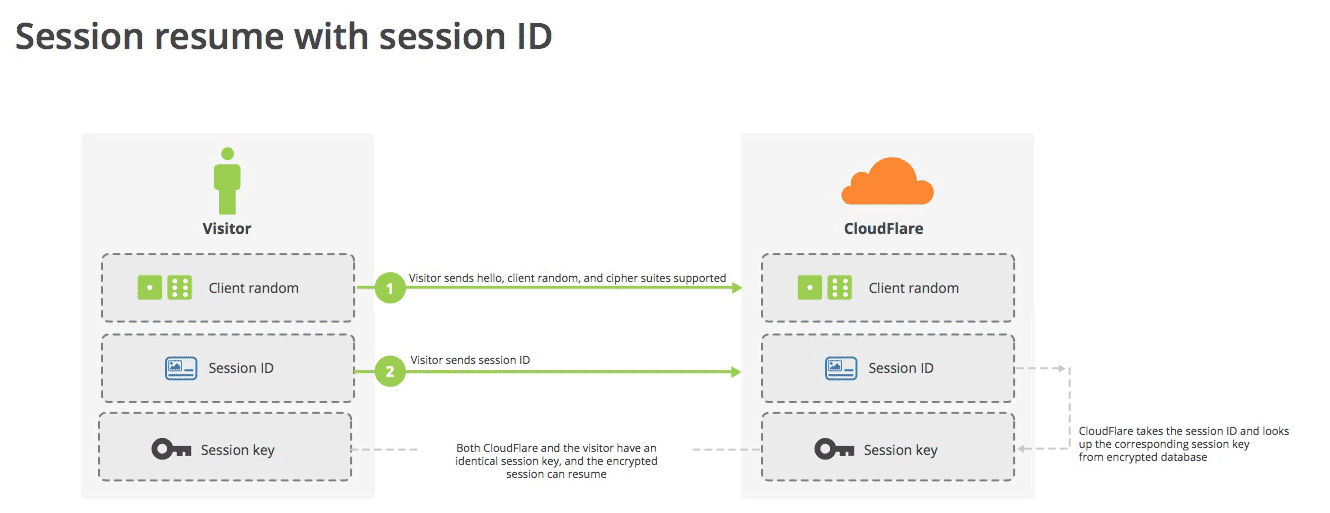 Session resume with session ID
Visitor
CloudFlare
Client random
1
Visitor sends hello, client random, and cipher suites supported
Client random
Session ID
2
Visitor sends session ID
Session ID
Session key
Both CloudFlare and the visitor have an
identical session key, and the encrypted
session can resume
Session key
CloudFlare takes the session ID and looks
up the corresponding session key
from encrypted database